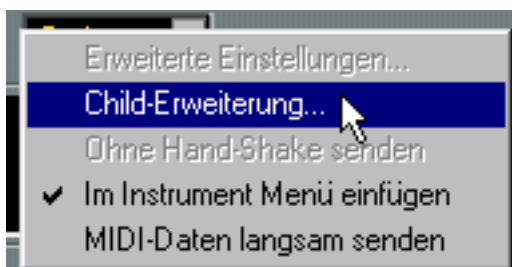 Erweiterte Einstellungen...
Child-Erweiterung...
Ohne Hand-Shake senden
Im Instrument Menü einfügen
MIDI-Daten langsam senden